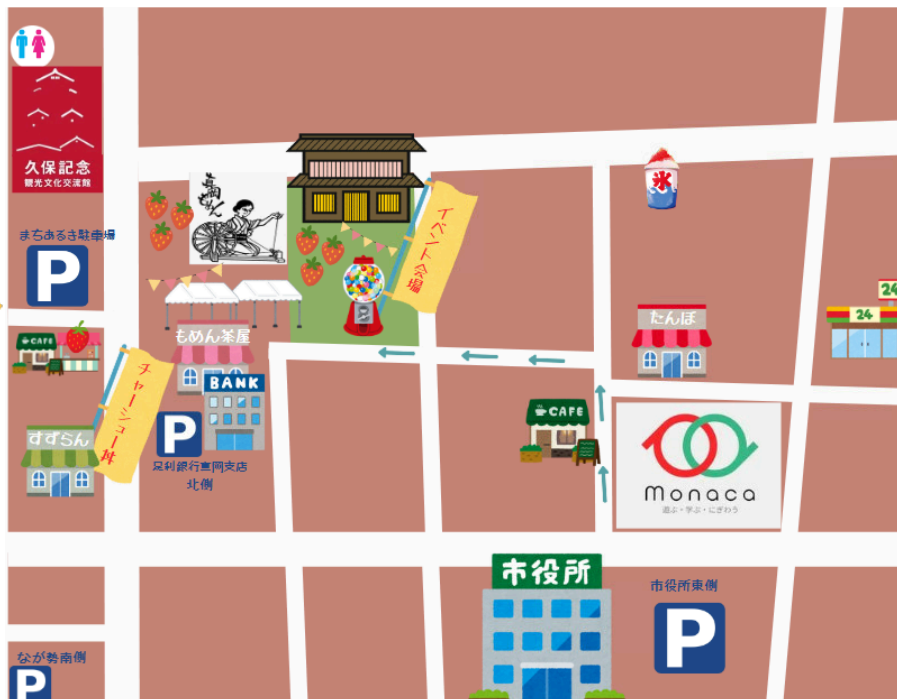 久保記念
観光文化交流館
まちあるき駐車場
P
氷
イベント会場
24
24
たんぽ
もめん茶屋
CAFE
BANK
チャーシュー丼
すずらん
P
足利銀行真岡支店
北側
CAFE
monaca
遊ぶ・学ぶ・にぎわう
市役所
市役所東側
P
なが勢南側
P